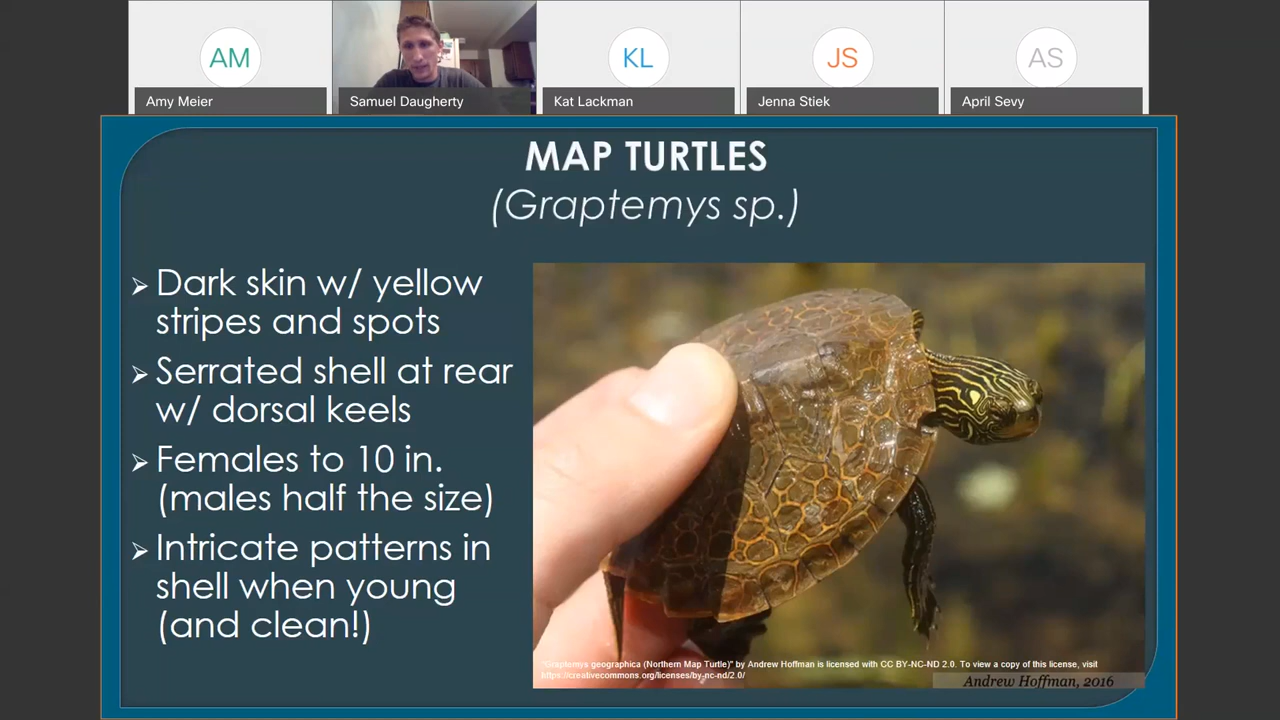 AM
KL
JS
AS
Amy Meier
Samuel Daugherty
Kat Lackman
Jenna Stiek
April Sevy
MAP TURTLES
(Graptemys sp.)
Dark skin w/ yellow
stripes and spots
Serrated shell at rear
w/ dorsal keels
Females to 10 in.
(males half the size)
Intricate patterns in
shell when young
(and clean!)
"Graptemys geographica (Northern Map Turtle)" by Andrew Hoffman is licensed with CC BY-NC-ND 2.0. To view a copy of this license, visit
https://creativecommons.org/licenses/by-nc-nd/2.0/
Andrew Hoffman, 2016